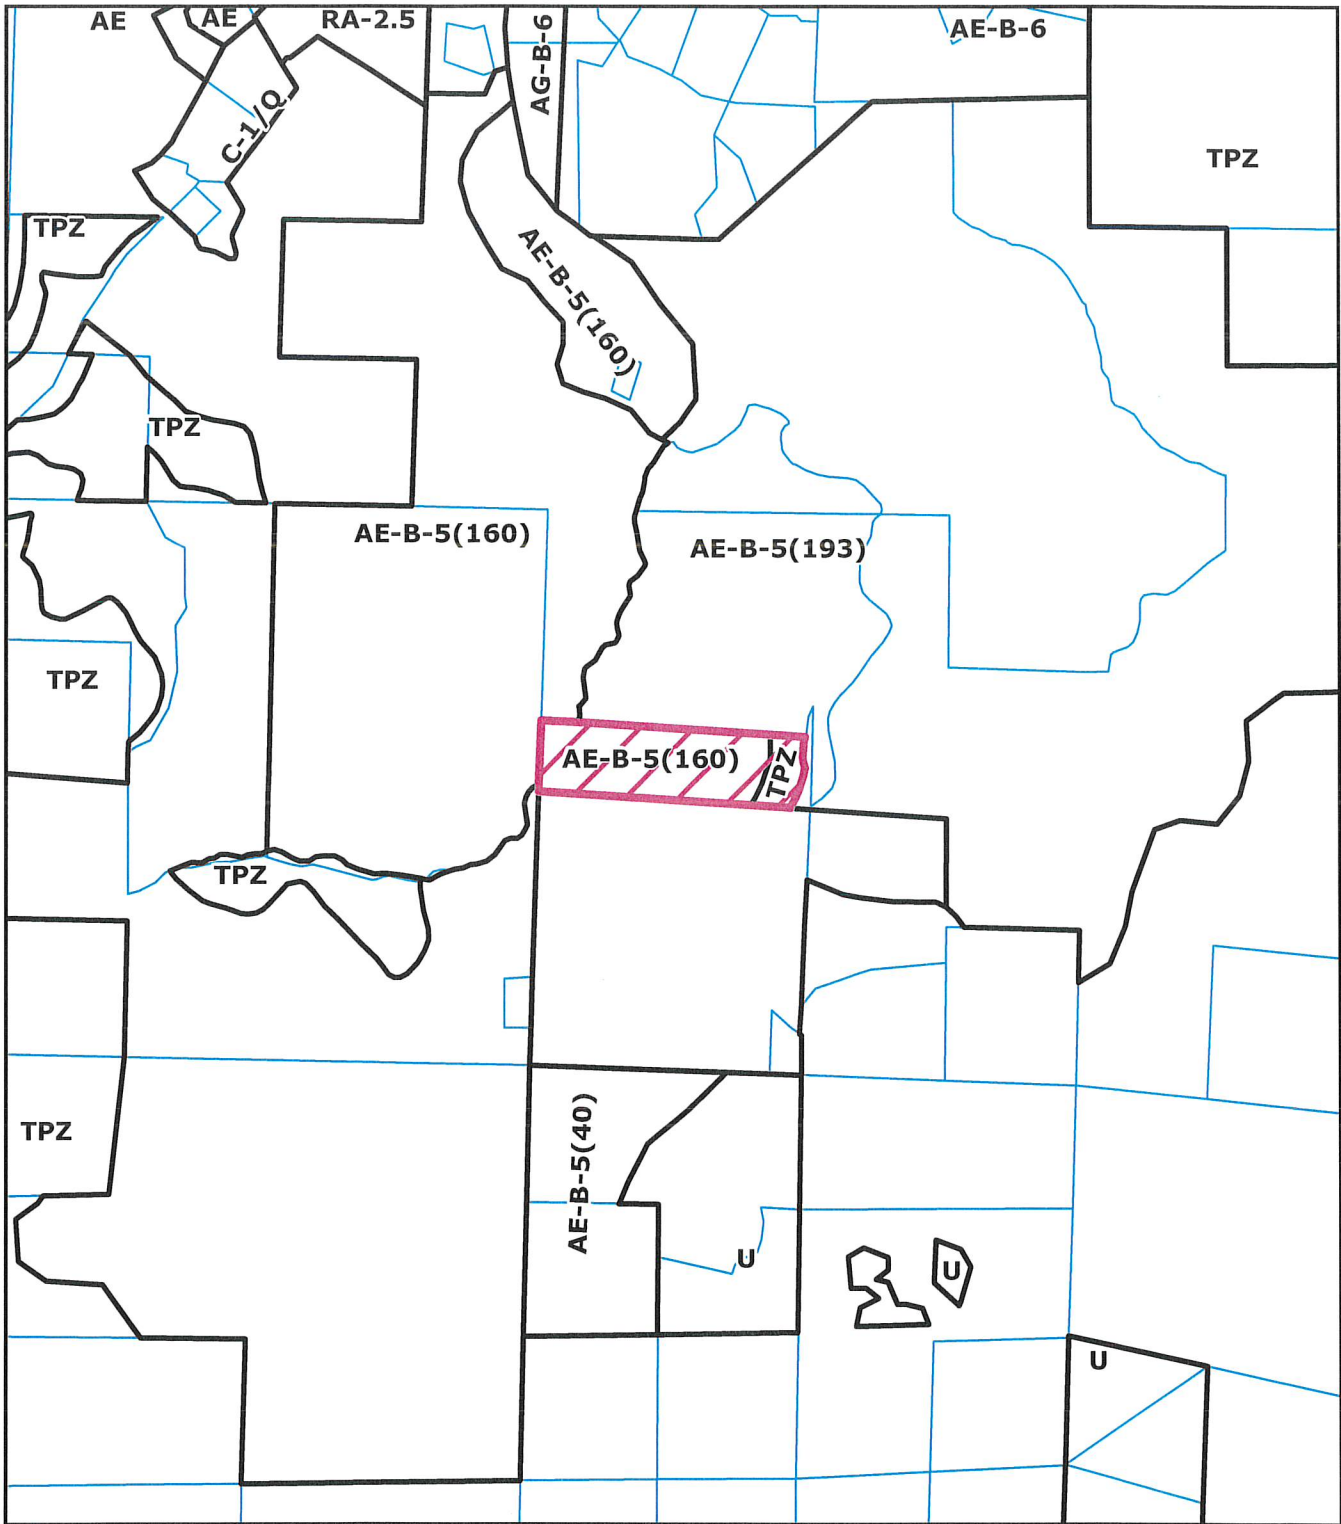 AE
AE
RA-2.5
AG-B-6
AE-B-6
C-1/Q
TPZ
TPZ
AE-B-5(160)
TPZ
AE-B-5(160)
AE-B-5(193)
TPZ
AE-B-5(160)
TPZ
TPZ
TPZ
AE-B-5(40)
U
U
U